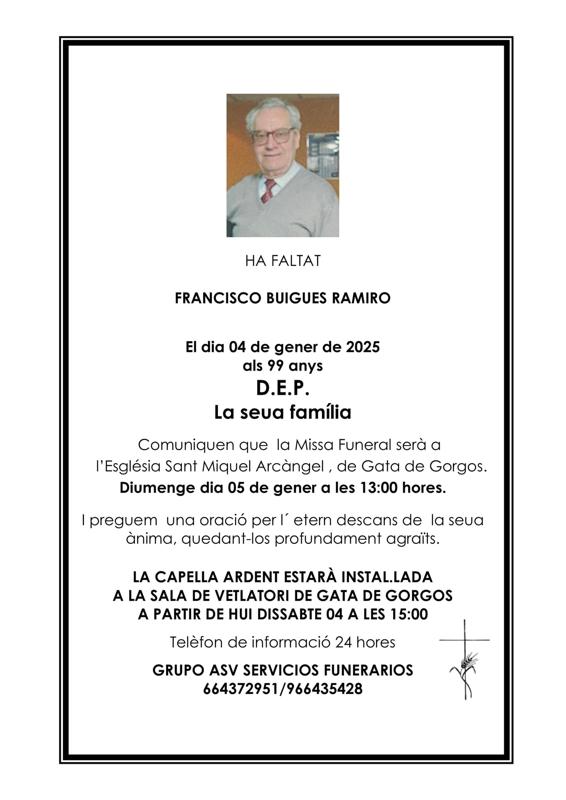 HA FALTAT
FRANCISCO BUIGUES RAMIRO
El dia 04 de gener de 2025
als 99 anys
D.E.P.
La seua família
Comuniquen que la Missa Funeral serà a
l’Església Sant Miquel Arcàngel , de Gata de Gorgos.
Diumenge dia 05 de gener a les 13:00 hores.
I preguem una oració per l´ etern descans de la seua
ànima, quedant-los profundament agraïts.
LA CAPELLA ARDENT ESTARÀ INSTAL.LADA
A LA SALA DE VETLATORI DE GATA DE GORGOS
A PARTIR DE HUI DISSABTE 04 A LES 15:00
Telèfon de informació 24 hores
GRUPO ASV SERVICIOS FUNERARIOS
664372951/966435428